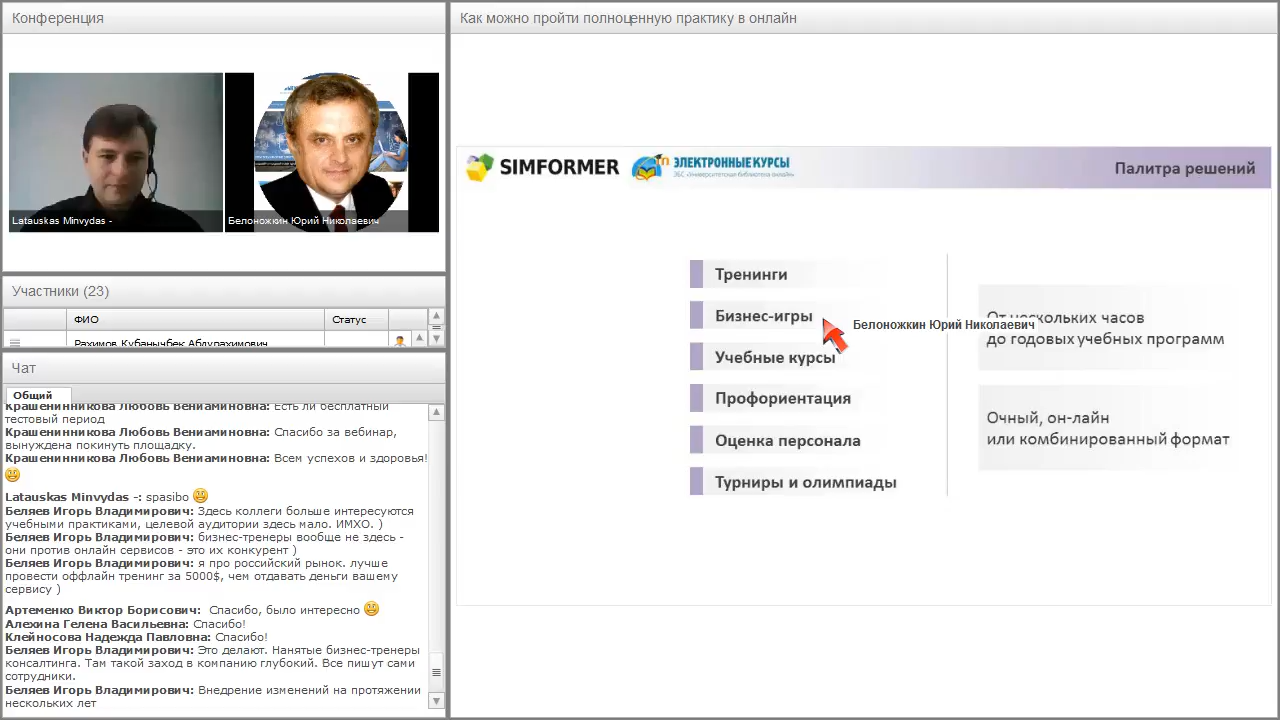 Конференция
Latauskas Minvydas -
Белоножкин Юрий Николаевич
Участники (23)
ФИО
Статус
Рахимов Кубанычбек Абдурахимович
Чат
Общий
Крашенинникова Любовь Вениаминовна: Есть ли бесплатный
тестовый период
Крашенинникова Любовь Вениаминовна: Спасибо за вебинар,
вынуждена покинуть площадку.
Крашенинникова Любовь Вениаминовна: Всем успехов и здоровья!
Latauskas Minvydas -: spasibo
Беляев Игорь Владимирович: Здесь коллеги больше интересуются
учебными практиками, целевой аудитории здесь мало. ИМХО. )
Беляев Игорь Владимирович: бизнес-тренеры вообще не здесь -
они против онлайн сервисов - это их конкурент )
Беляев Игорь Владимирович: я про российский рынок. лучше
провести оффлайн тренинг за 5000$, чем отдавать деньги вашему
сервису )
Артеменко Виктор Борисович: Спасибо, было интересно
Алехина Гелена Васильевна: Спасибо!
Клейносова Надежда Павловна: Спасибо!
Беляев Игорь Владимирович: Это делают. Нанятые бизнес-тренеры
консалтинга. Там такой заход в компанию глубокий. Все пишут сами
сотрудники.
Беляев Игорь Владимирович: Внедрение изменений на протяжении
нескольких лет
Как можно пройти полноценную практику в онлайн
SIMFORMER
ЭЛЕКТРОННЫЕ КУРСЫ
ЭБС «Университетская библиотека онлайн»
Палитра решений
Тренинги
Бизнес-игры
Учебные курсы
Профориентация
Оценка персонала
Турниры и олимпиады
Белоножкин Юрий Николаевич
От нескольких часов
до годовых учебных программ
Очный, он-лайн
или комбинированный формат